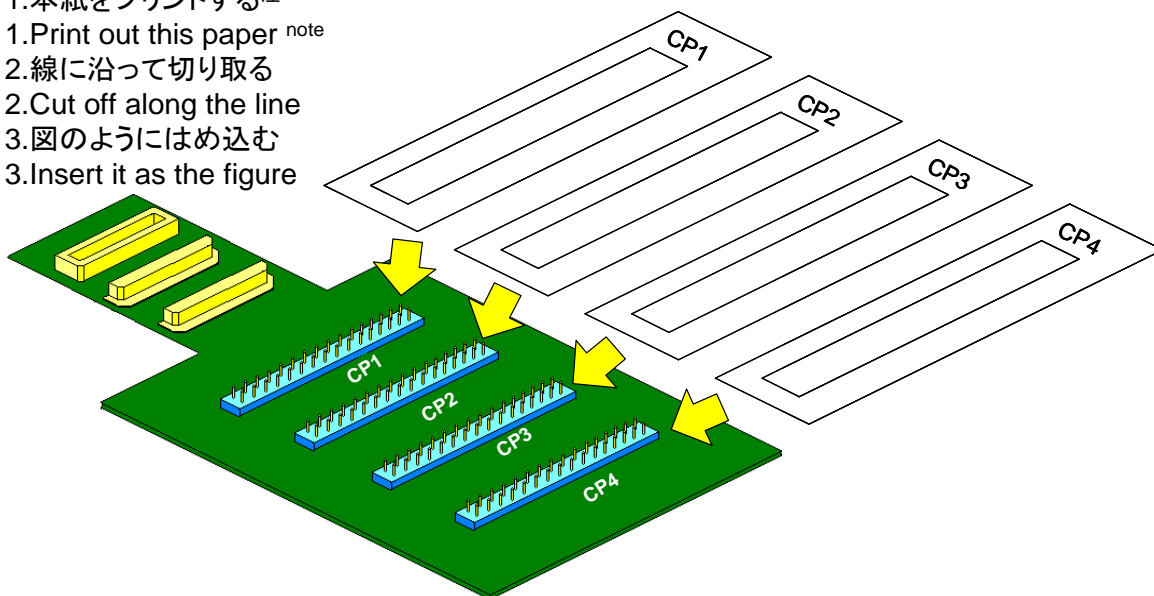 1.本紙をプリントする注
1.Print out this paper note
2.線に沿って切り取る
2.Cut off along the line
3.図のようにはめ込む
3.Insert it as the figure
CP1
CP2
CP3
CP4
CP1
CP2
CP3
CP4